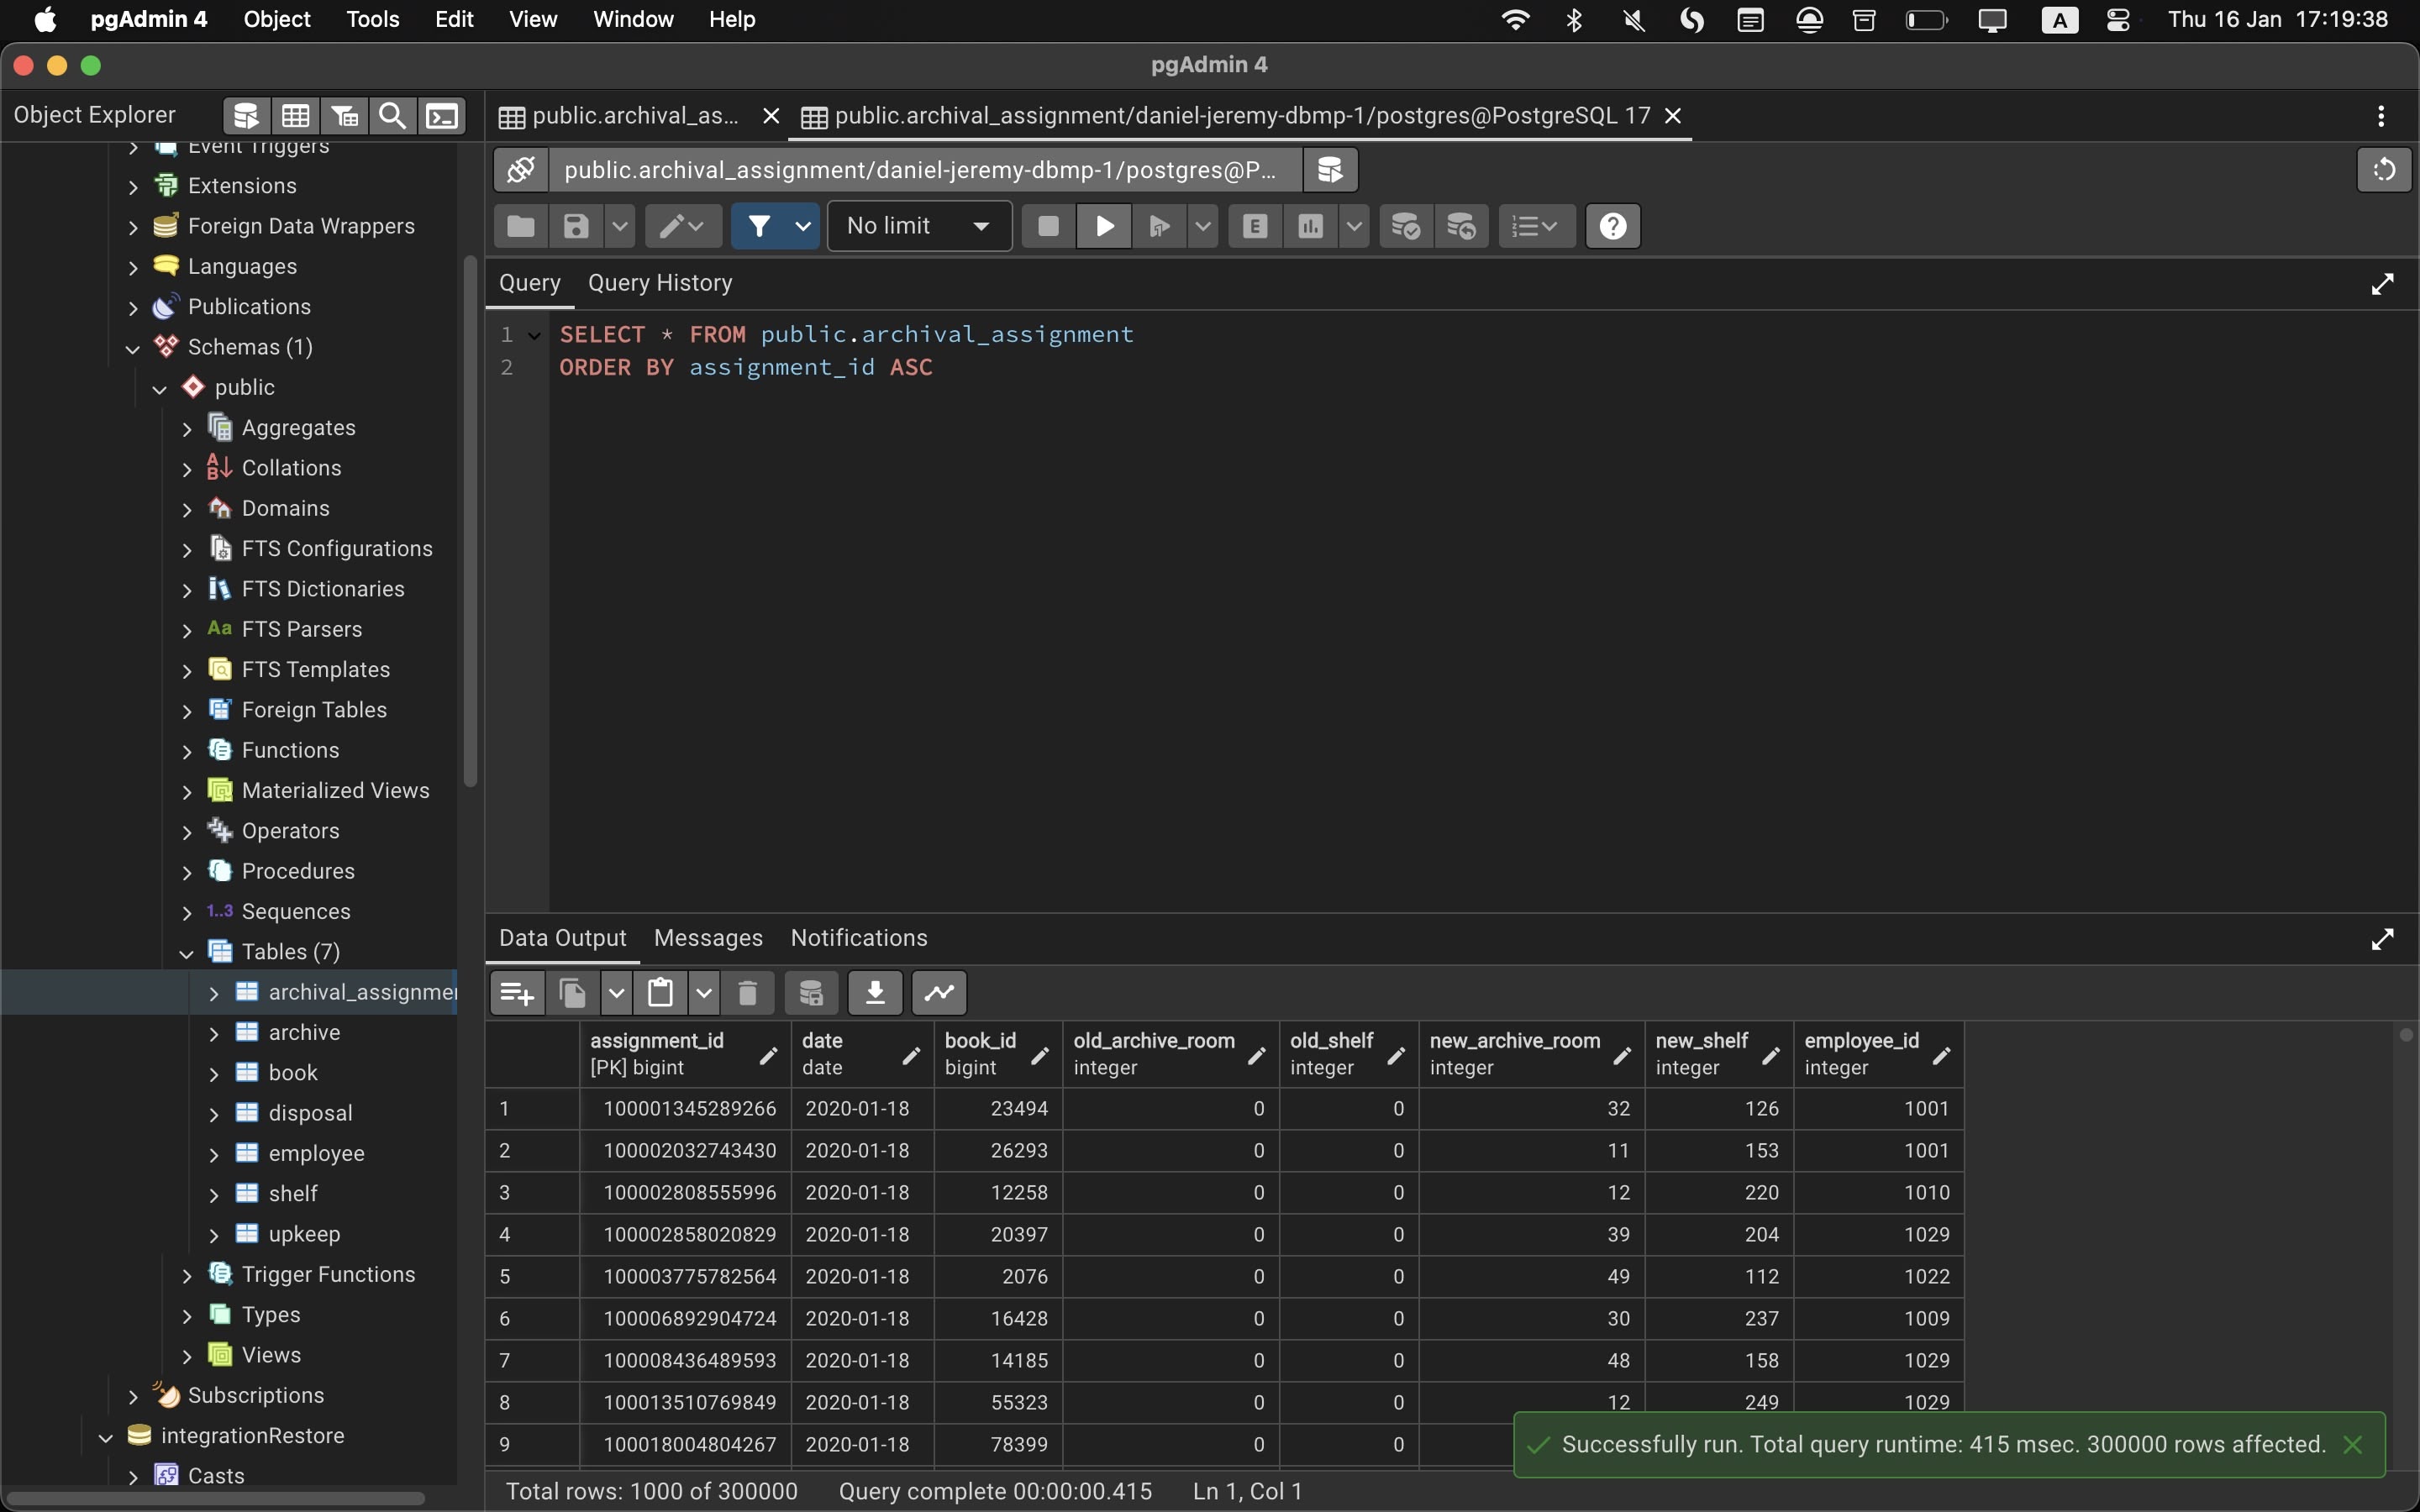 pgAdmin 4 Object Tools Edit View Window Help A Thu 16 Jan 17:19:38
pgAdmin 4
Object Explorer
Event Triggers
Extensions
Foreign Data Wrappers
Languages
Publications
Schemas (1)
public
Aggregates
Collations
Domains
FTS Configurations
FTS Dictionaries
Aa FTS Parsers
FTS Templates
Foreign Tables
Functions
Materialized Views
Operators
Procedures
1..3 Sequences
Tables (7)
archival_assignme
archive
book
disposal
employee
shelf
upkeep
Trigger Functions
Types
Views
Subscriptions
integrationRestore
Casts
public.archival_as... public.archival_assignment/daniel-jeremy-dbmp-1/postgres@PostgreSQL 17
public.archival_assignment/daniel-jeremy-dbmp-1/postgres@P...
No limit E
Query Query History
1 SELECT * FROM public.archival_assignment
2 ORDER BY assignment_id ASC
Data Output Messages Notifications
assignment_id date book_id old_archive_room old_shelf new_archive_room new_shelf employee_id
[PK] bigint date bigint integer integer integer integer integer
1 100001345289266 2020-01-18 23494 0 0 32 126 1001
2 100002032743430 2020-01-18 26293 0 0 11 153 1001
3 100002808555996 2020-01-18 12258 0 0 12 220 1010
4 100002858020829 2020-01-18 20397 0 0 39 204 1029
5 100003775782564 2020-01-18 2076 0 0 49 112 1022
6 100006892904724 2020-01-18 16428 0 0 30 237 1009
7 100008436489593 2020-01-18 14185 0 0 48 158 1029
8 100013510769849 2020-01-18 55323 0 0 12 249 1029
9 100018004804267 2020-01-18 78399 0 0
Successfully run. Total query runtime: 415 msec. 300000 rows affected.
Total rows: 1000 of 300000 Query complete 00:00:00.415 Ln 1, Col 1